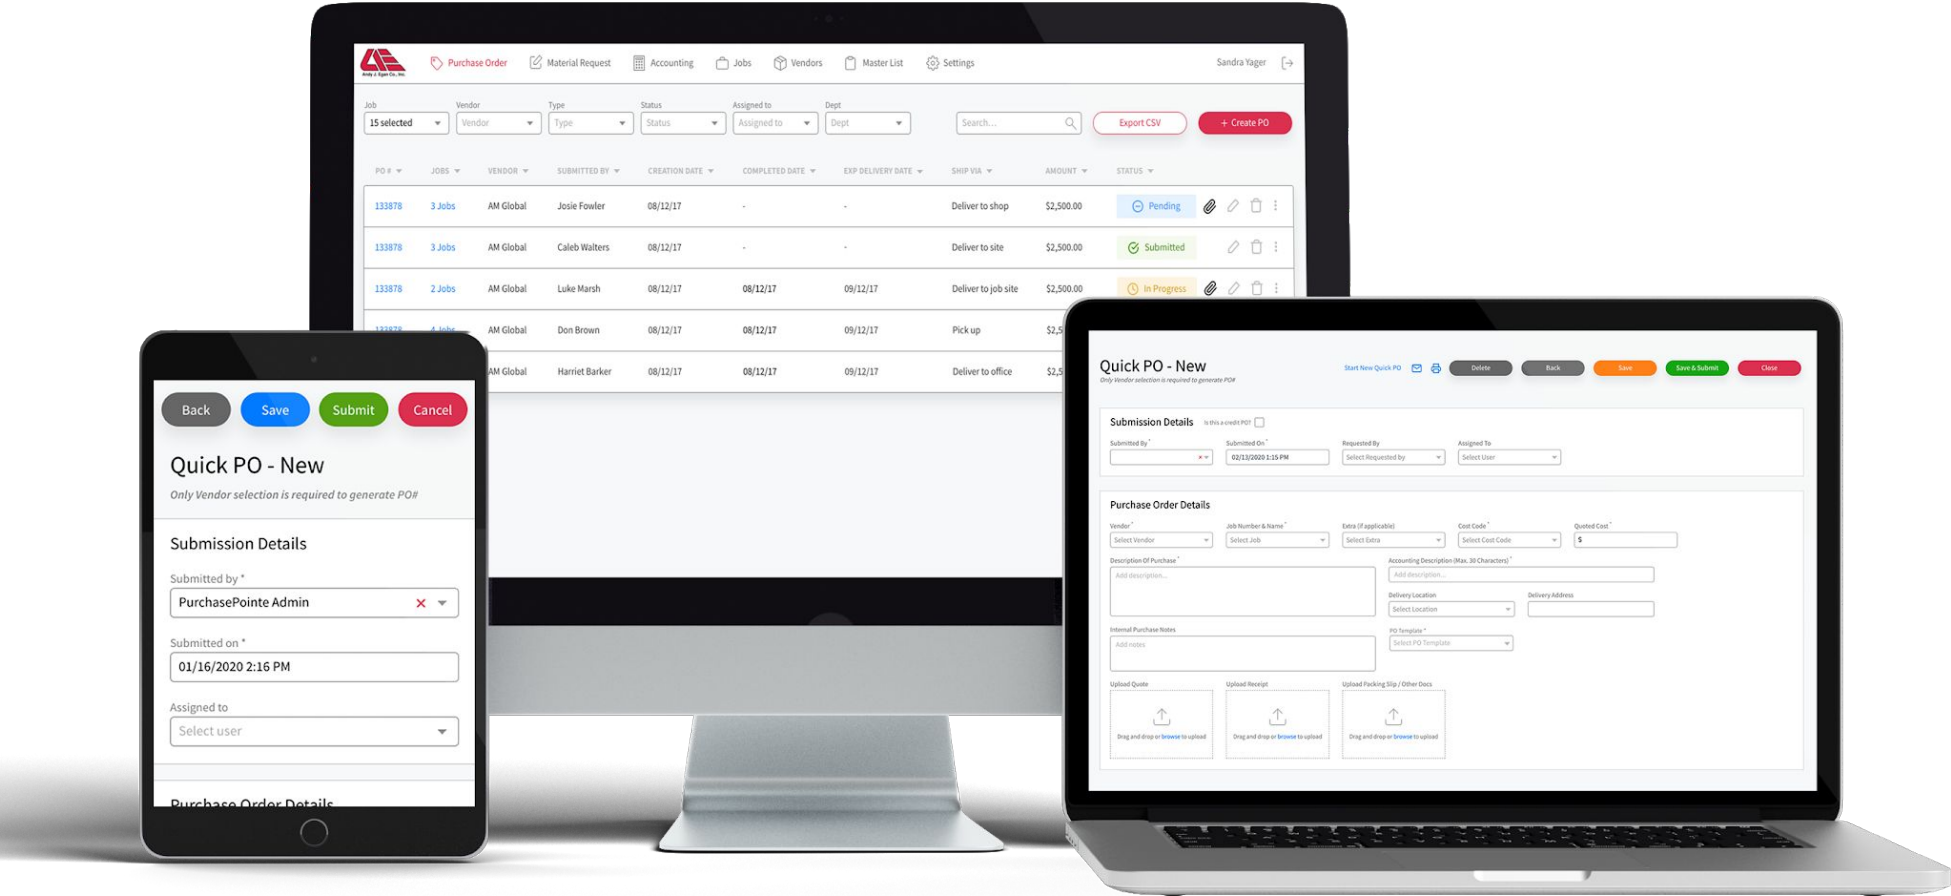 Andy J. Egan Co., Inc.
Purchase Order Material Request Accounting Jobs Vendors Master List Settings Sandra Yager
Job Vendor Type Status Assigned to Dept
15 selected Vendor Type Status Assigned to Dept Search... Export CSV + Create PO
PO # JOBS VENDOR SUBMITTED BY CREATION DATE COMPLETED DATE EXP DELIVERY DATE SHIP VIA AMOUNT STATUS
133878 3 Jobs AM Global Josie Fowler 08/12/17 - - Deliver to shop $2,500.00 Pending
133878 3 Jobs AM Global Caleb Walters 08/12/17 - - Deliver to site $2,500.00 Submitted
133878 2 Jobs AM Global Luke Marsh 08/12/17 08/12/17 09/12/17 Deliver to job site $2,500.00 In Progress
133878 4 Jobs AM Global Don Brown 08/12/17 08/12/17 09/12/17 Pick up $2,5
AM Global Harriet Barker 08/12/17 08/12/17 09/12/17 Deliver to office $2,5
Back Save Submit Cancel
Quick PO - New
Only Vendor selection is required to generate PO#
Submission Details
Submitted by *
PurchasePointe Admin
Submitted on *
01/16/2020 2:16 PM
Assigned to
Select user
Purchase Order Details
Quick PO - New Start New Quick PO Delete Back Save Save & Submit Close
Only Vendor selection is required to generate PO#
Submission Details Is this a credit PO?
Submitted By * Submitted On * Requested By Assigned To
02/13/2020 1:15 PM Select Requested by Select User
Purchase Order Details
Vendor * Job Number & Name * Extra (if applicable) Cost Code * Quoted Cost *
Select Vendor Select Job Select Extra Select Cost Code $
Description Of Purchase * Accounting Description (Max. 30 Characters) *
Add description... Add description...
Delivery Location Delivery Address
Select Location
Internal Purchase Notes PO Template *
Add notes Select PO Template
Upload Quote Upload Receipt Upload Packing Slip / Other Docs
Drag and drop or browse to upload Drag and drop or browse to upload Drag and drop or browse to upload